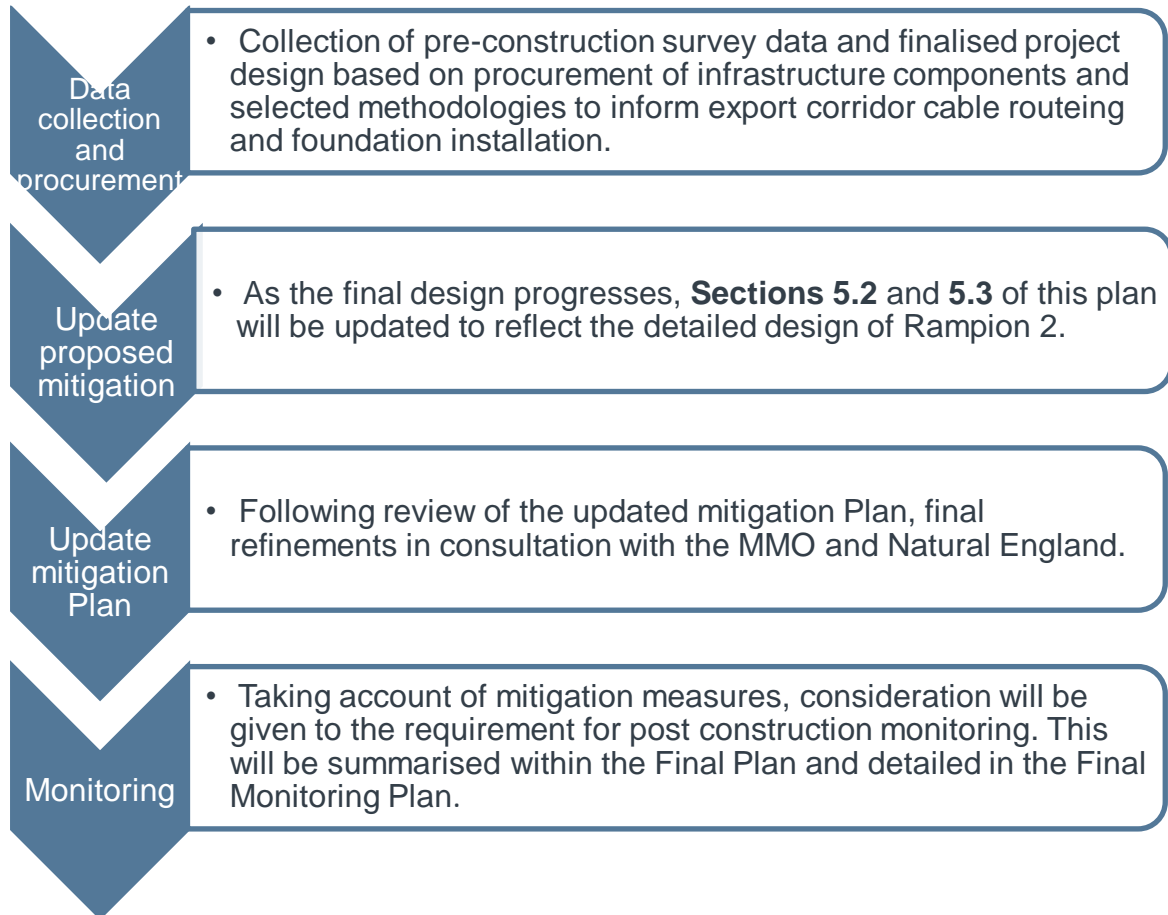 Data
collection
and
procurement
• Collection of pre-construction survey data and finalised project
design based on procurement of infrastructure components and
selected methodologies to inform export corridor cable routeing
and foundation installation.
Update
proposed
mitigation
• As the final design progresses, Sections 5.2 and 5.3 of this plan
will be updated to reflect the detailed design of Rampion 2.
Update
mitigation
Plan
• Following review of the updated mitigation Plan, final
refinements in consultation with the MMO and Natural England.
Monitoring
• Taking account of mitigation measures, consideration will be
given to the requirement for post construction monitoring. This
will be summarised within the Final Plan and detailed in the Final
Monitoring Plan.